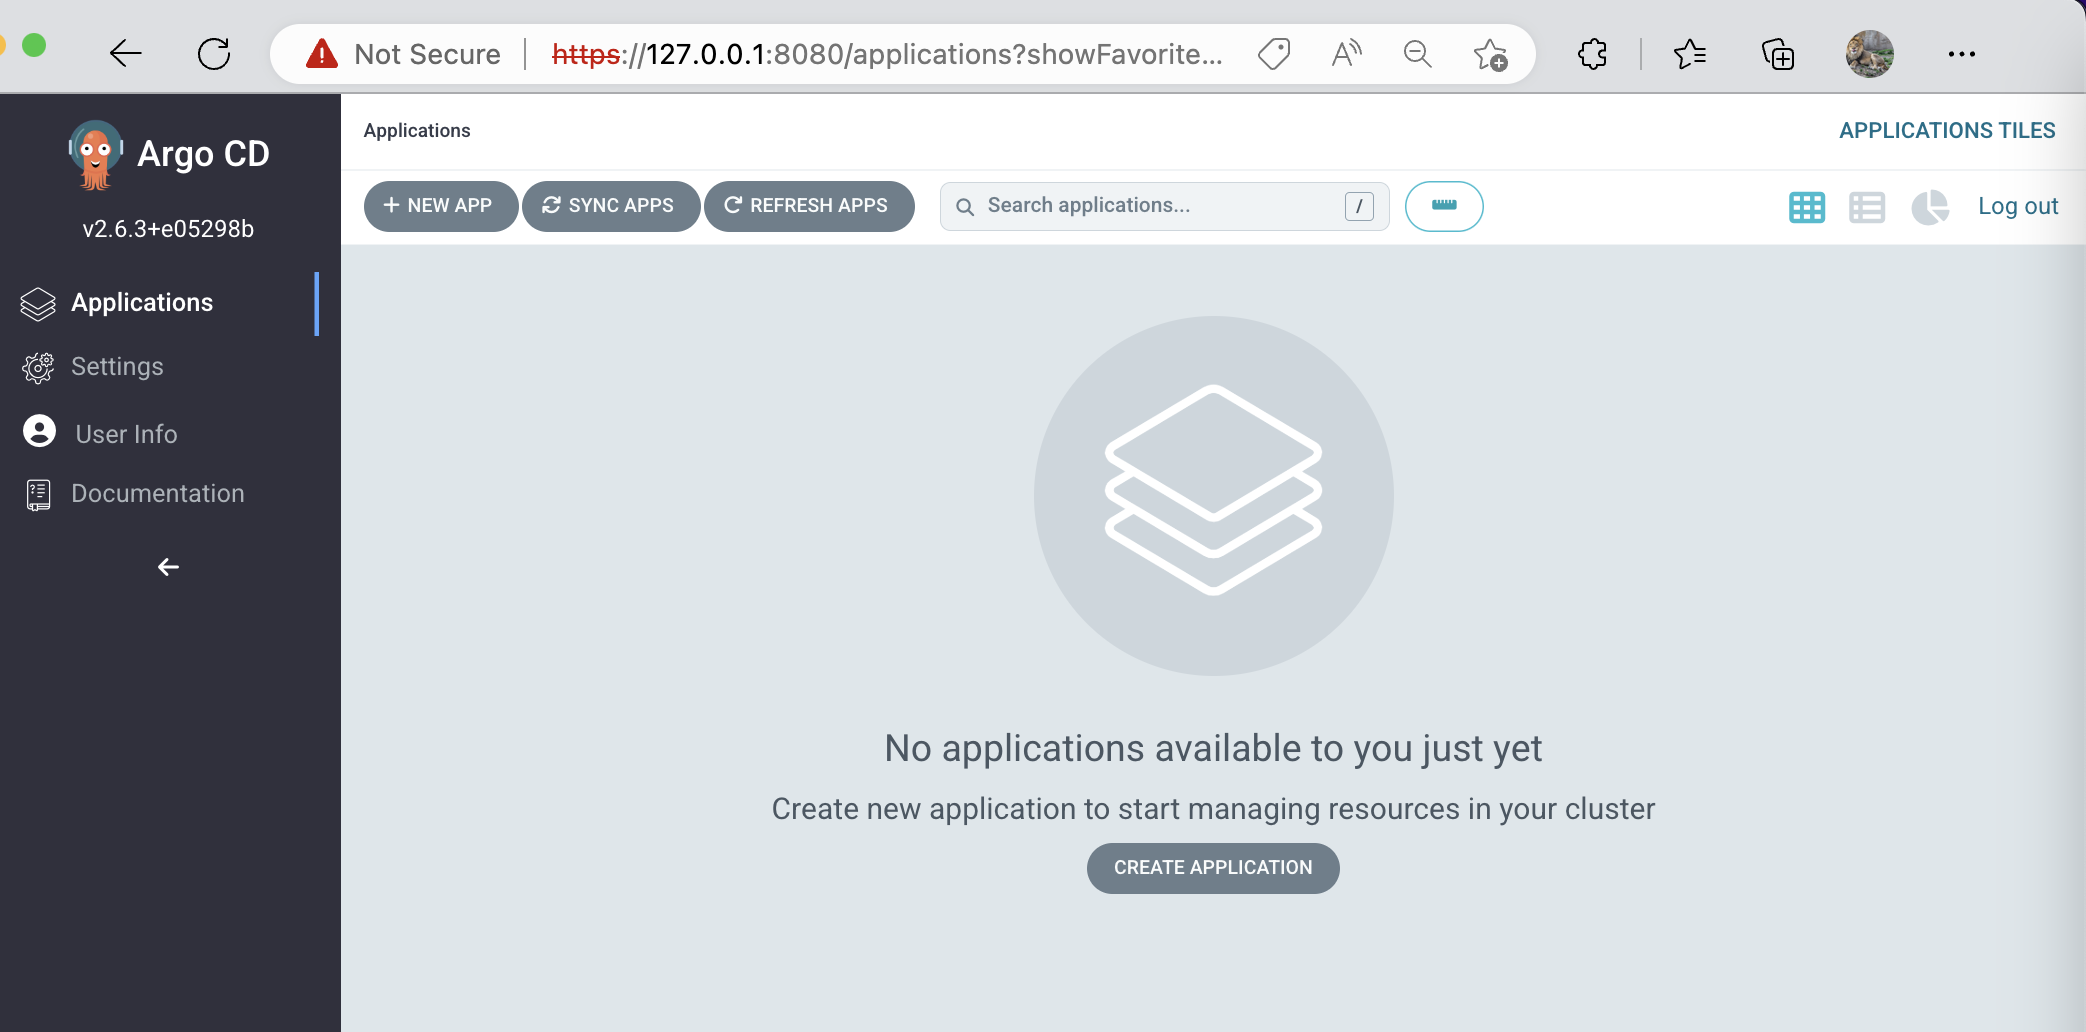 Not Secure https://127.0.0.1:8080/applications?showFavorite...
Argo CD
v2.6.3+e05298b
Applications
Settings
User Info
Documentation
Applications
APPLICATIONS TILES
NEW APP
SYNC APPS
REFRESH APPS
Search applications...
/
Log out
No applications available to you just yet
Create new application to start managing resources in your cluster
CREATE APPLICATION